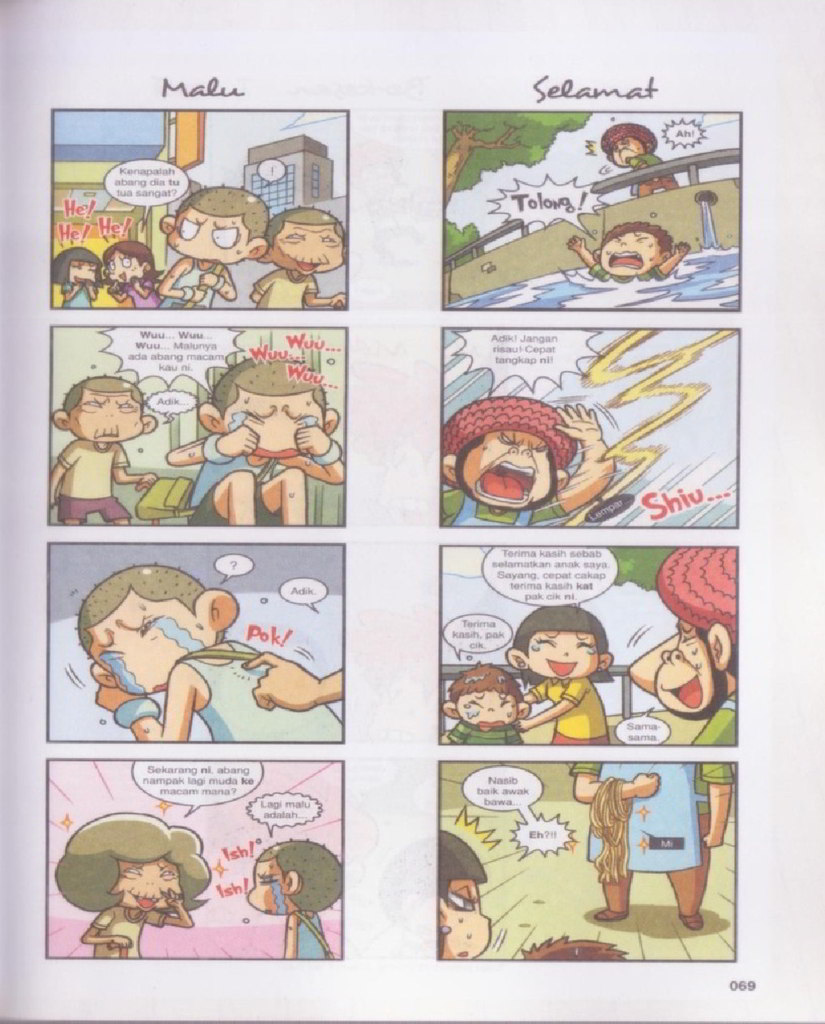 Malu
Kenapalah
abang dia tu
tua sangat?
!
He!
He! He!
Wuu... Wuu...
Wuu... Malunya
ada abang macam
kau ni.
Wuu...
Wuu...
Wuu...
Adik...
?
Adik.
Pok!
Sekarang ni, abang
nampak lagi muda ke
macam mana?
Lagi malu
adalah...
Ish!
Ish!
Selamat
Ah!
Tolong!
Adik! Jangan
risau! Cepat
tangkap ni!
Lempar
Shiu...
Terima kasih sebab
selamatkan anak saya.
Sayang, cepat cakap
terima kasih kat
pak cik ni.
Terima
kasih, pak
cik.
Sama-
sama.
Nasib
baik awak
bawa...
Eh?!!
Mi
069